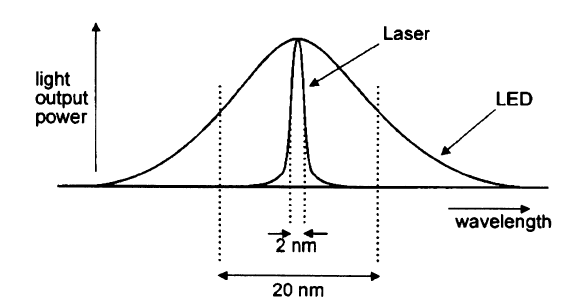 Laser
light
output
power
LED
wavelength
2 nm
20 nm